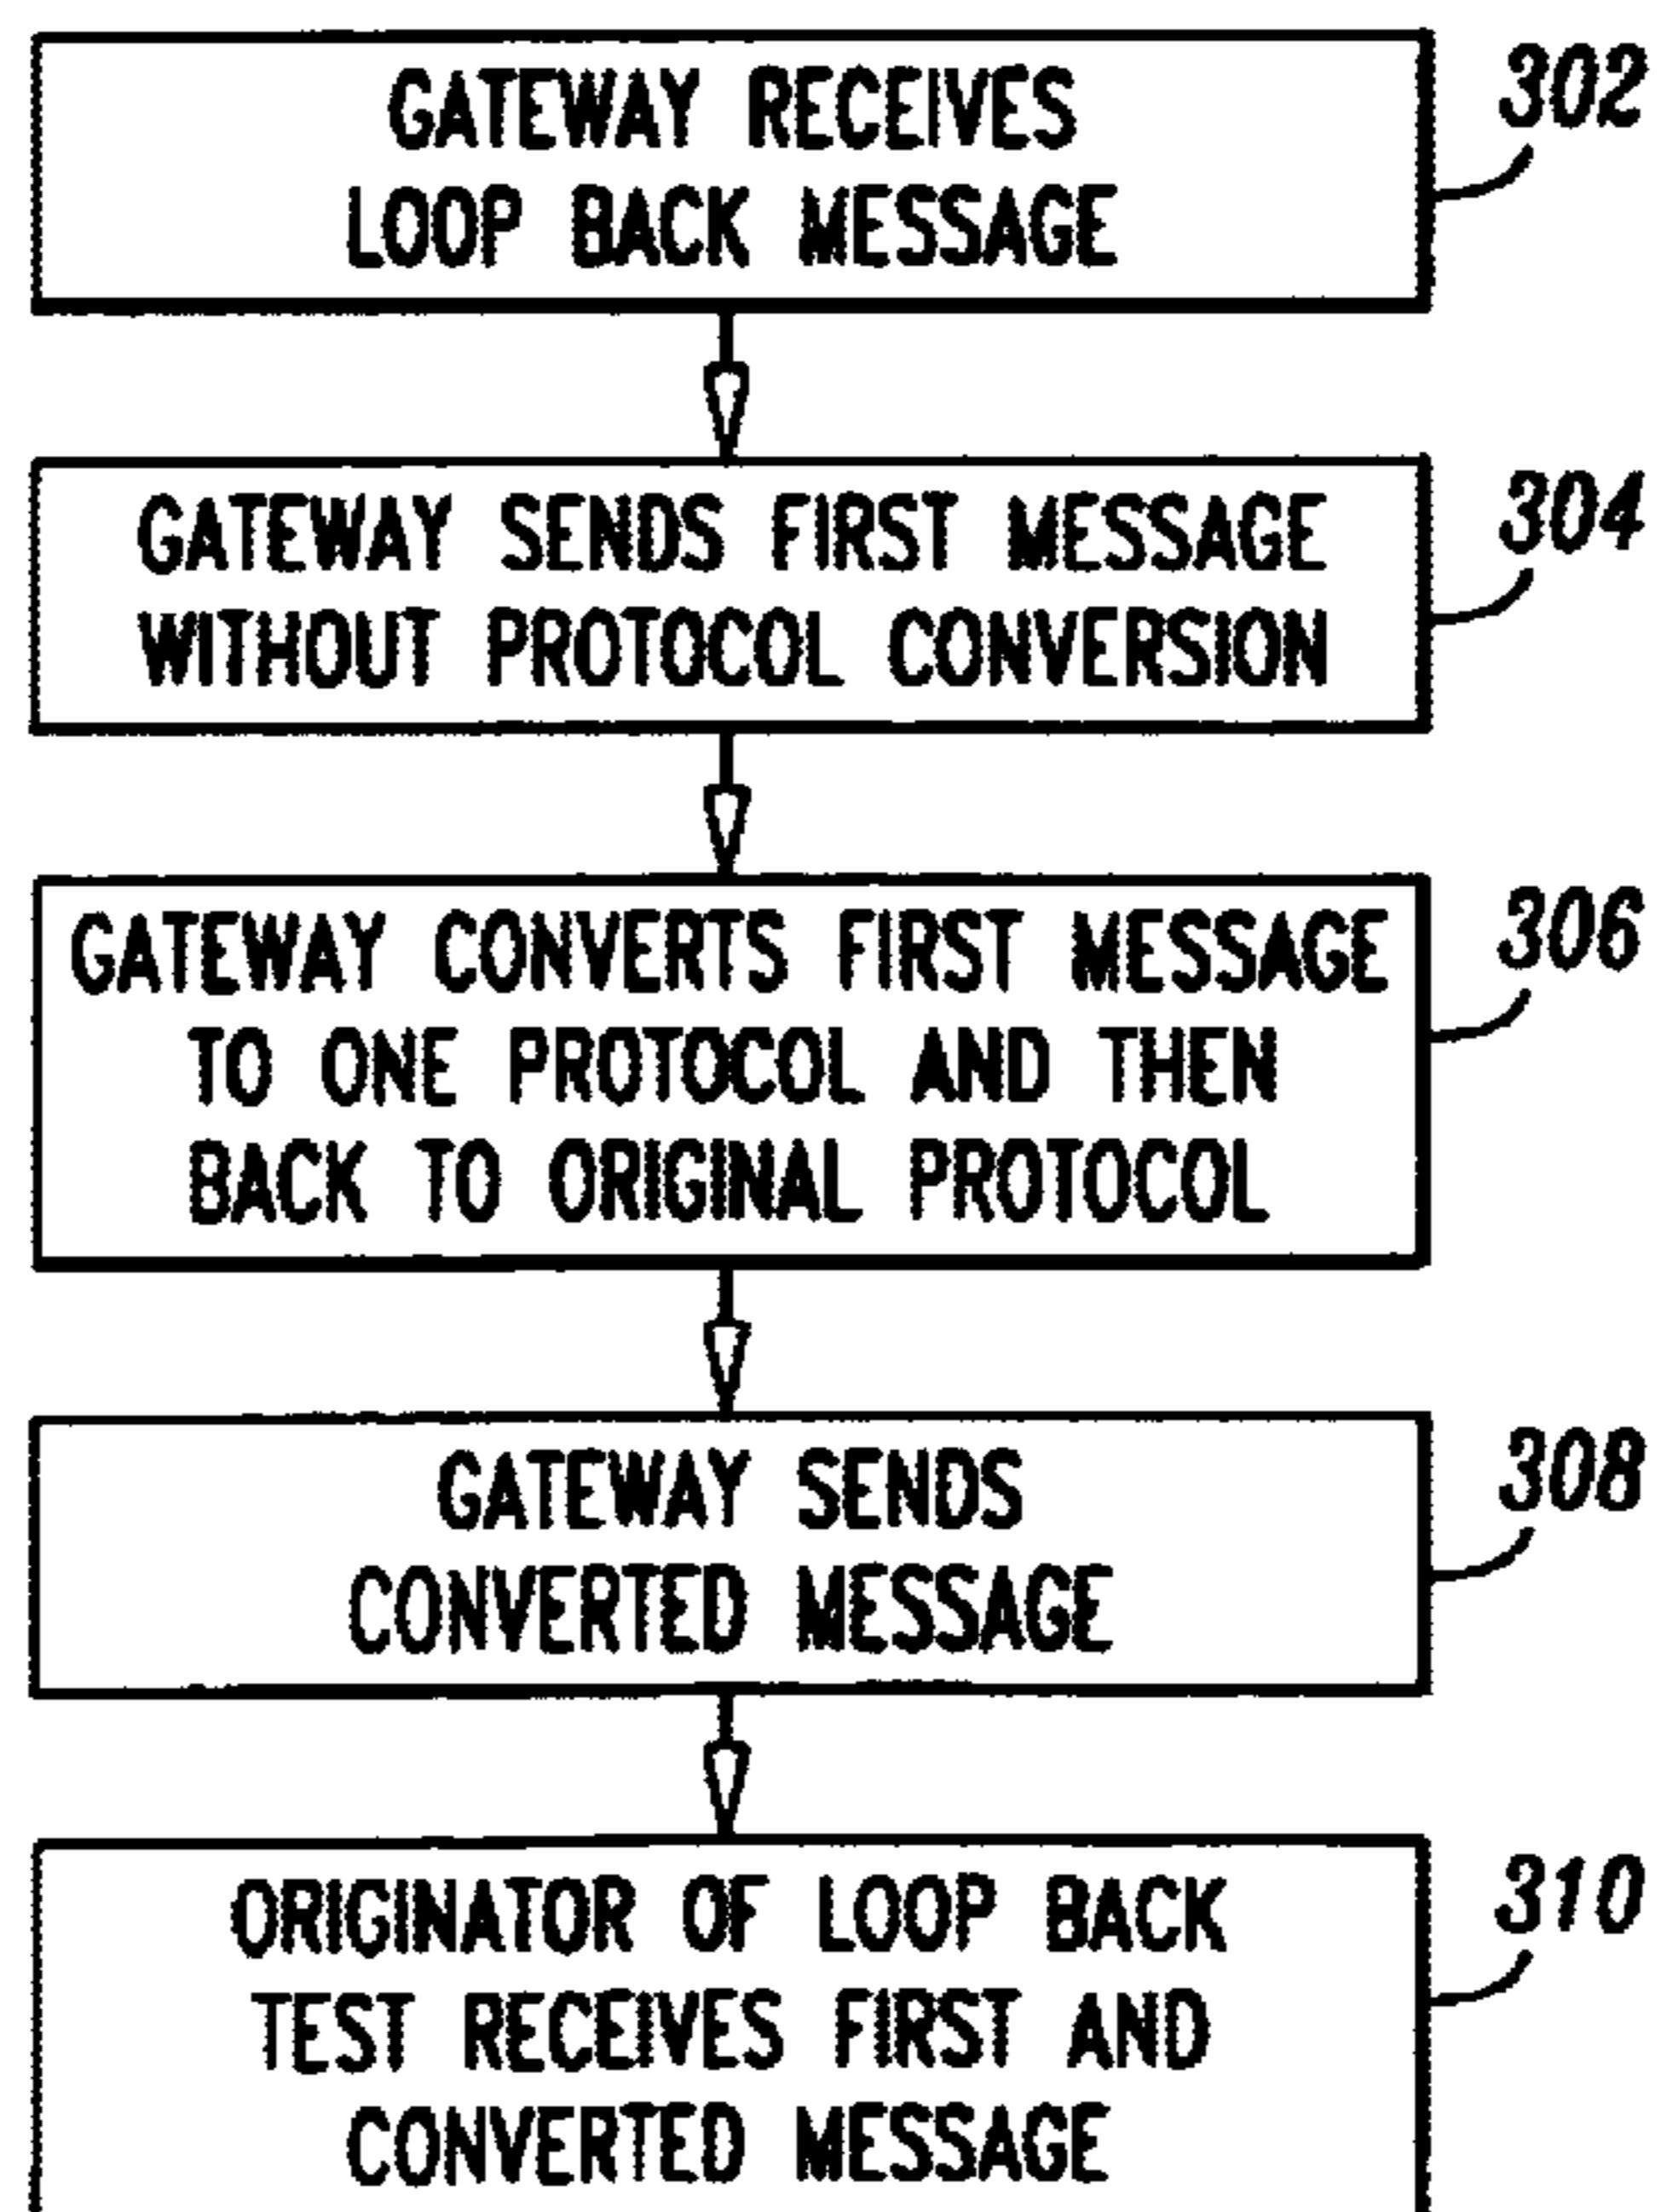 GATEWAY RECEIVES
LOOP BACK MESSAGE
302
GATEWAY SENDS FIRST MESSAGE
WITHOUT PROTOCOL CONVERSION
304
GATEWAY CONVERTS FIRST MESSAGE
TO ONE PROTOCOL AND THEN
BACK TO ORIGINAL PROTOCOL
306
GATEWAY SENDS
CONVERTED MESSAGE
308
ORIGINATOR OF LOOP BACK
TEST RECEIVES FIRST AND
CONVERTED MESSAGE
310